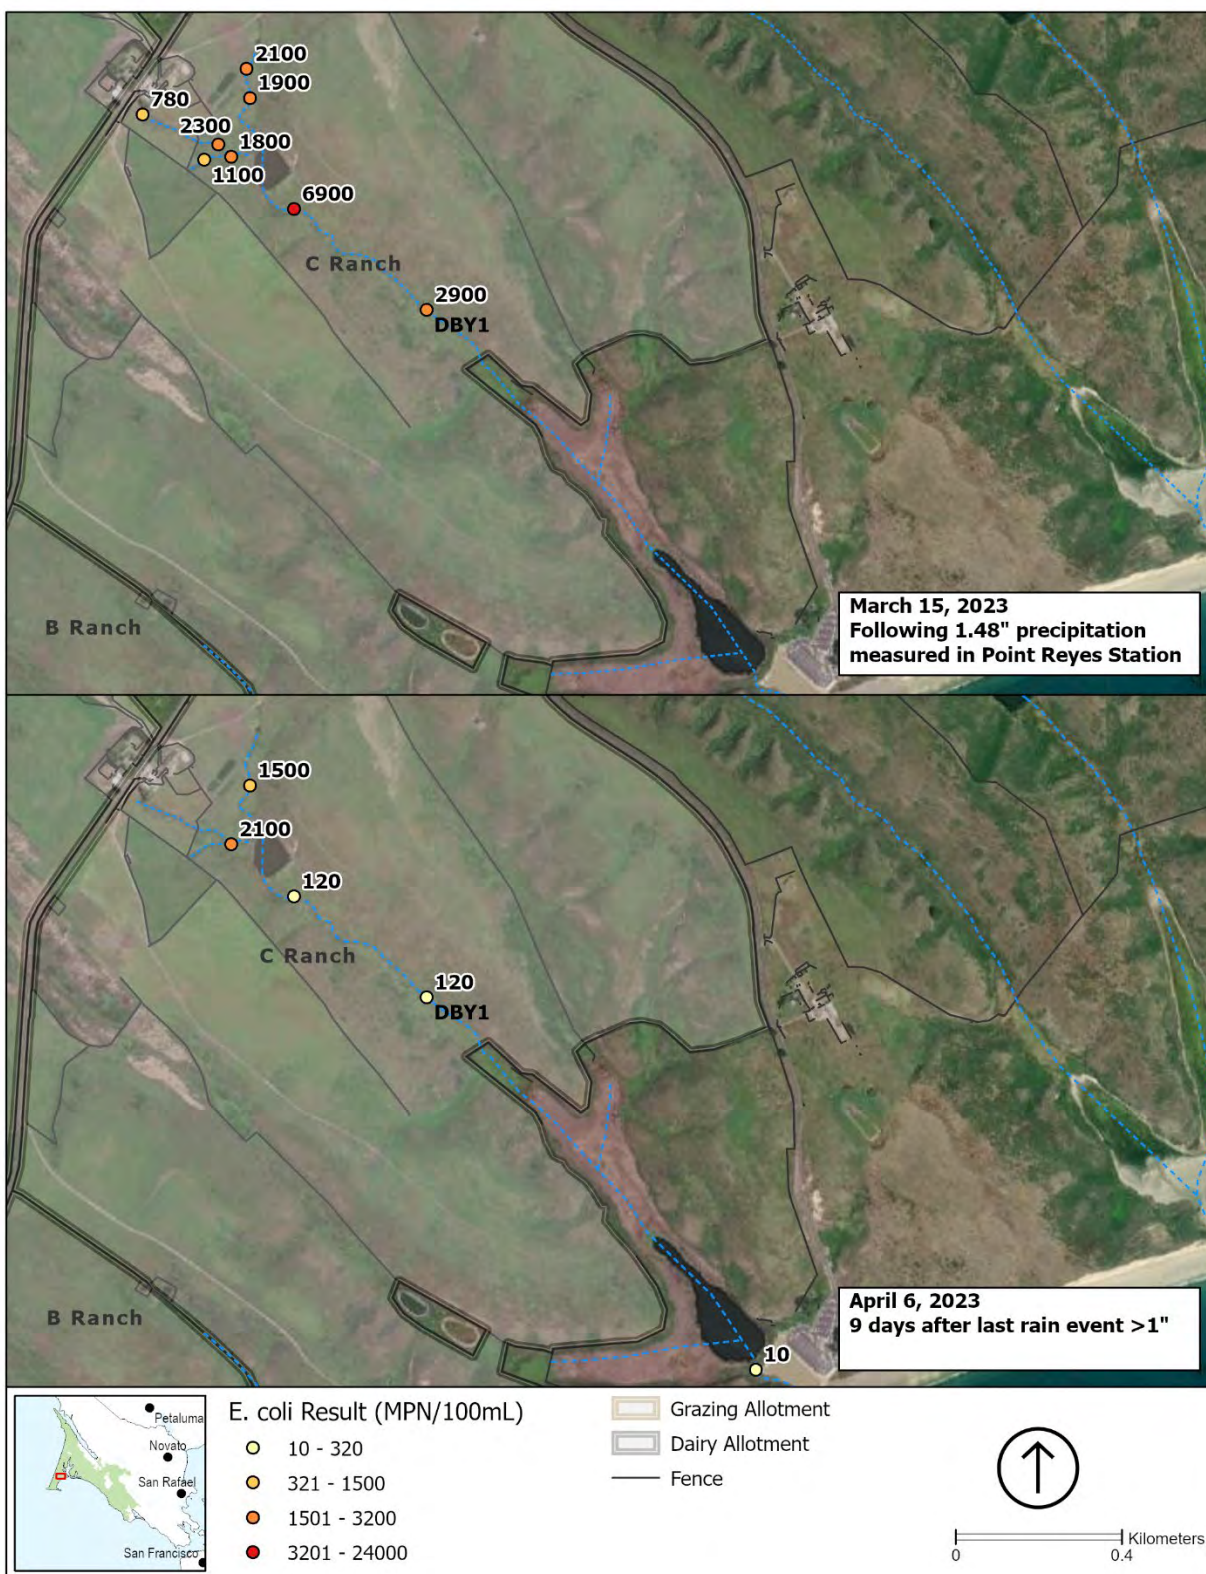 2100
1900
780
2300
1800
1100
6900
C Ranch
2900
DBY1
B Ranch
March 15, 2023
Following 1.48" precipitation
measured in Point Reyes Station
1500
2100
120
C Ranch
120
DBY1
B Ranch
April 6, 2023
9 days after last rain event >1"
10
Petaluma
Novato
San Rafael
San Francisco
E. coli Result (MPN/100mL)
10 - 320
321 - 1500
1501 - 3200
3201 - 24000
Grazing Allotment
Dairy Allotment
Fence
Kilometers
0 0.4